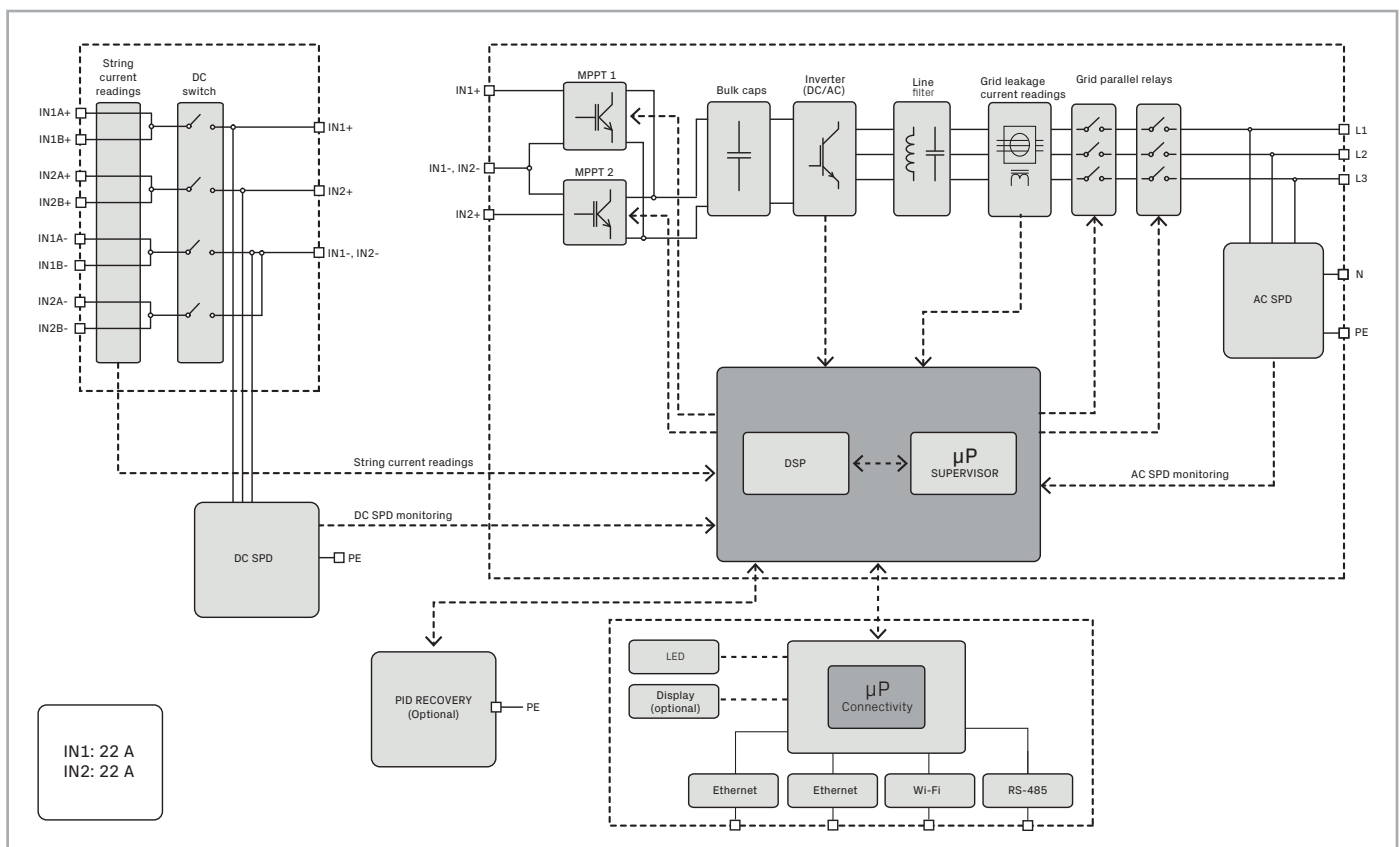 String
current
readings
DC
switch
IN1A+
IN1B+
IN2A+
IN2B+
IN1A-
IN1B-
IN2A-
IN2B-
IN1+
IN2+
IN1-, IN2-
IN1+
IN1-, IN2-
IN2+
MPPT 1
MPPT 2
Bulk caps
Inverter
(DC/AC)
Line
filter
Grid leakage
current readings
Grid parallel relays
L1
L2
L3
N
PE
AC SPD
String current readings
DC SPD monitoring
DSP
µP
SUPERVISOR
AC SPD monitoring
DC SPD
PE
PID RECOVERY
(Optional)
PE
LED
Display
(optional)
µP
Connectivity
Ethernet
Ethernet
Wi-Fi
RS-485
IN1: 22 A
IN2: 22 A